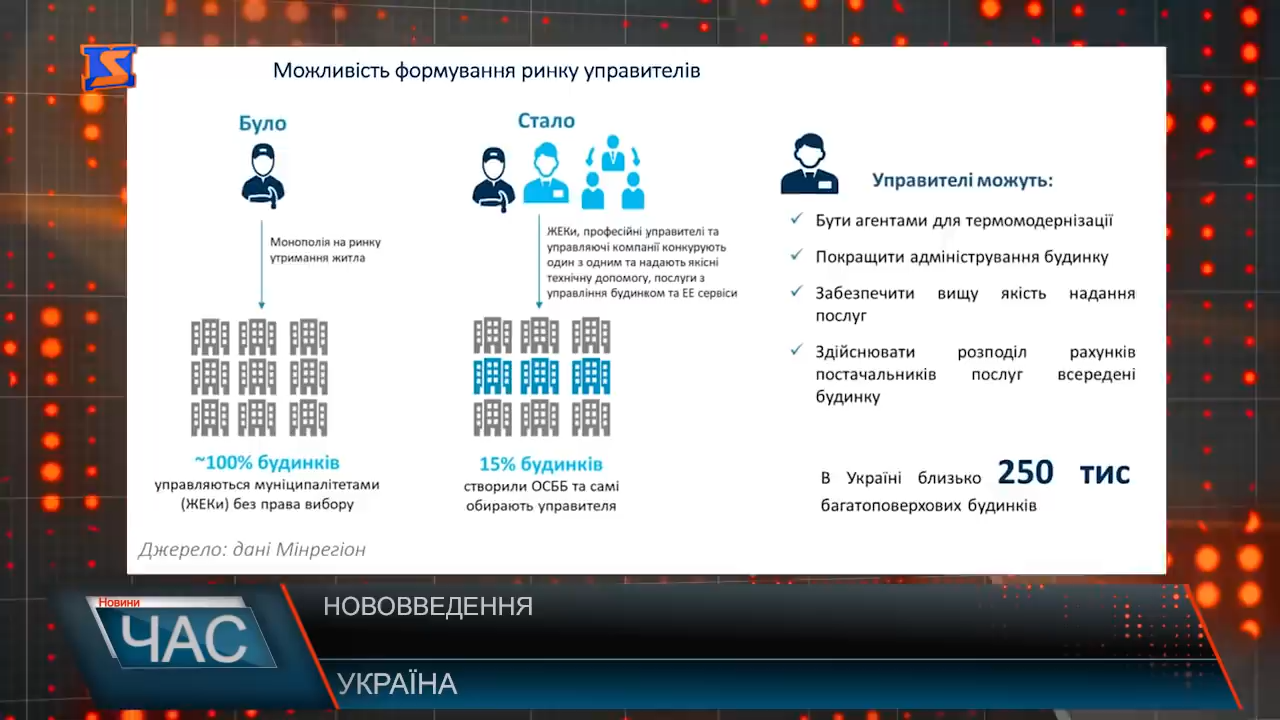 Можливість формування ринку управителів
Було
Монополія на ринку
утримання житла
~100% будинків
управляються муніципалітетами
(ЖЕКи) без права вибору
Стало
ЖЕКи, професійні управителі та
управляючі компанії конкурують
один з одним та надають якісні
технічну допомогу, послуги з
управління будинком та ЕЕ сервіси
15% будинків
створили ОСББ та самі
обирають управителя
Управителі можуть:
Бути агентами для термомодернізації
Покращити адміністрування будинку
Забезпечити вищу якість надання
послуг
Здійснювати розподіл рахунків
постачальників послуг всередені
будинку
В Україні близько 250 тис
багатоповерхових будинків
Джерело: дані Мінрегіон
Новини
ЧАС
НОВОВВЕДЕННЯ
УКРАЇНА